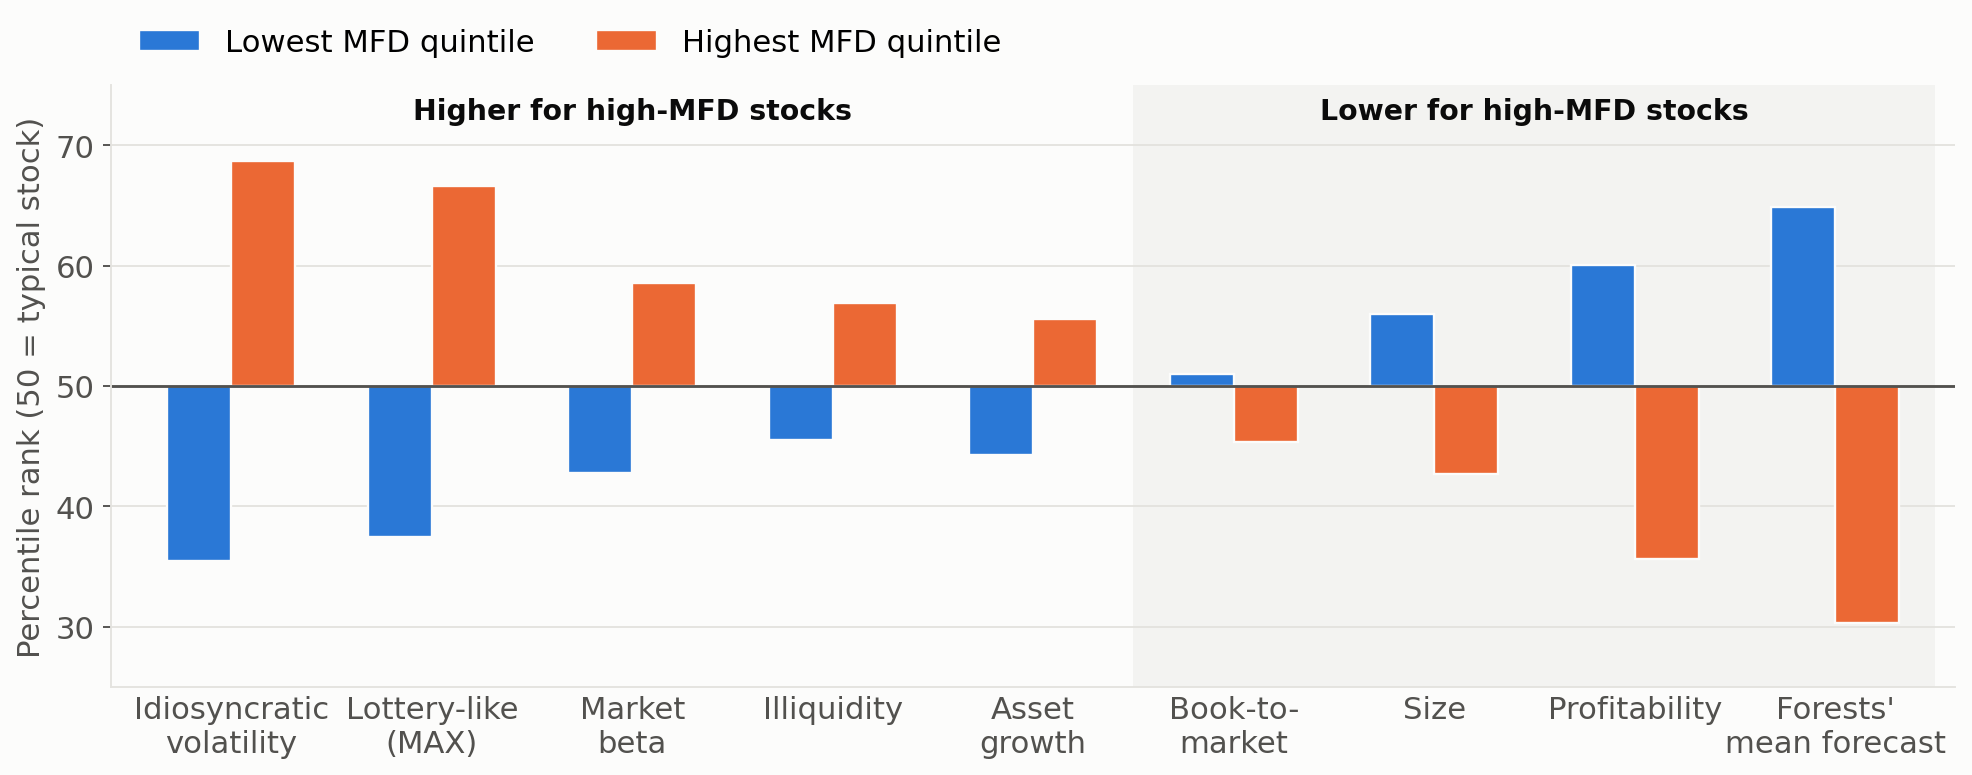 Lowest MFD quintile
Highest MFD quintile
Higher for high-MFD stocks
Lower for high-MFD stocks
Percentile rank (50 = typical stock)
70
60
50
40
30
Idiosyncratic
volatility
Lottery-like
(MAX)
Market
beta
Illiquidity
Asset
growth
Book-to-
market
Size
Profitability
Forests'
mean forecast